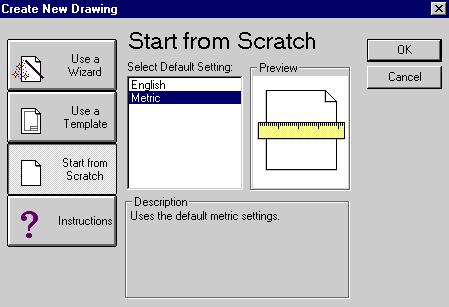 Create New Drawing
Use a
Wizard
Use a
Template
Start from
Scratch
Instructions
Start from Scratch
Select Default Setting:
English
Metric
Preview
Description
Uses the default metric settings.
OK
Cancel